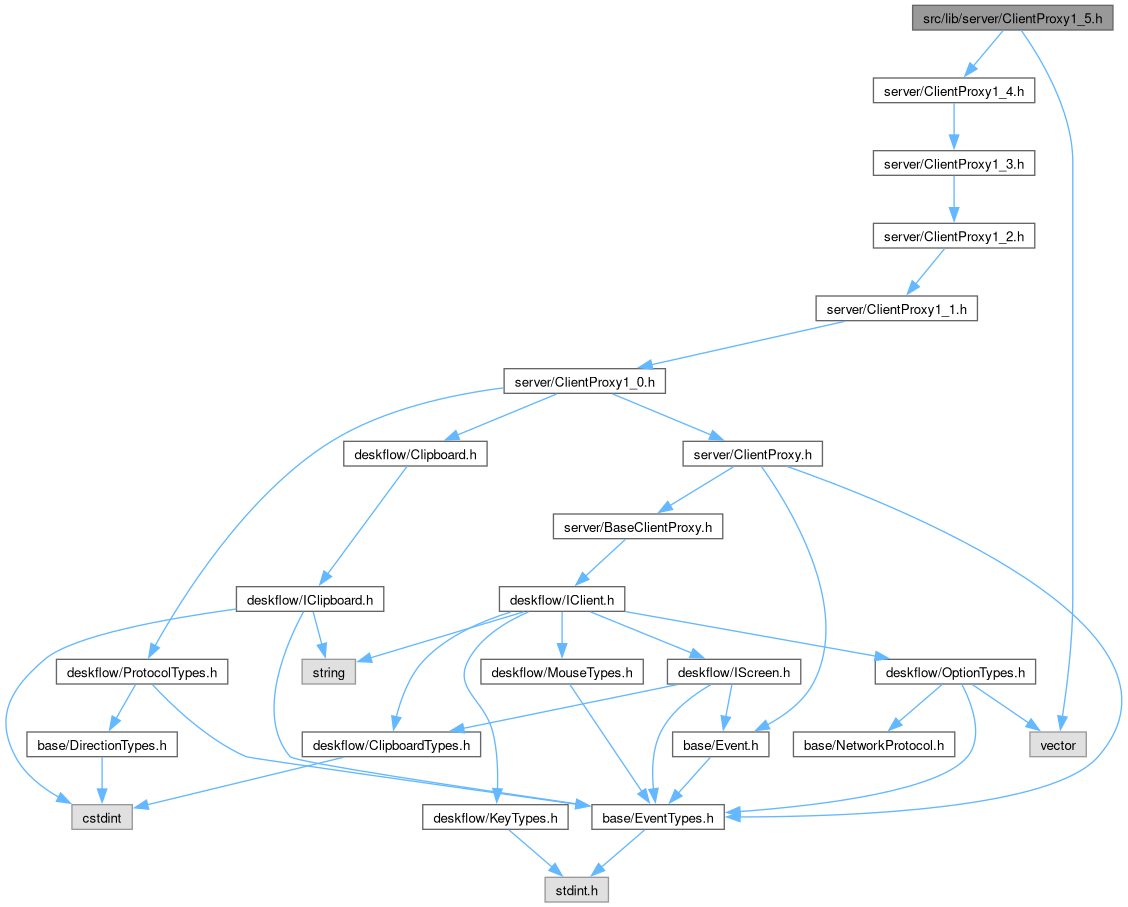 src/lib/server/ClientProxy1_5.h
server/ClientProxy1_4.h
server/ClientProxy1_3.h
server/ClientProxy1_2.h
server/ClientProxy1_1.h
server/ClientProxy1_0.h
deskflow/Clipboard.h
server/ClientProxy.h
server/BaseClientProxy.h
deskflow/IClipboard.h
deskflow/IClient.h
deskflow/ProtocolTypes.h
string
deskflow/MouseTypes.h
deskflow/IScreen.h
deskflow/OptionTypes.h
base/DirectionTypes.h
deskflow/ClipboardTypes.h
base/Event.h
base/NetworkProtocol.h
vector
cstdint
deskflow/KeyTypes.h
base/EventTypes.h
stdint.h